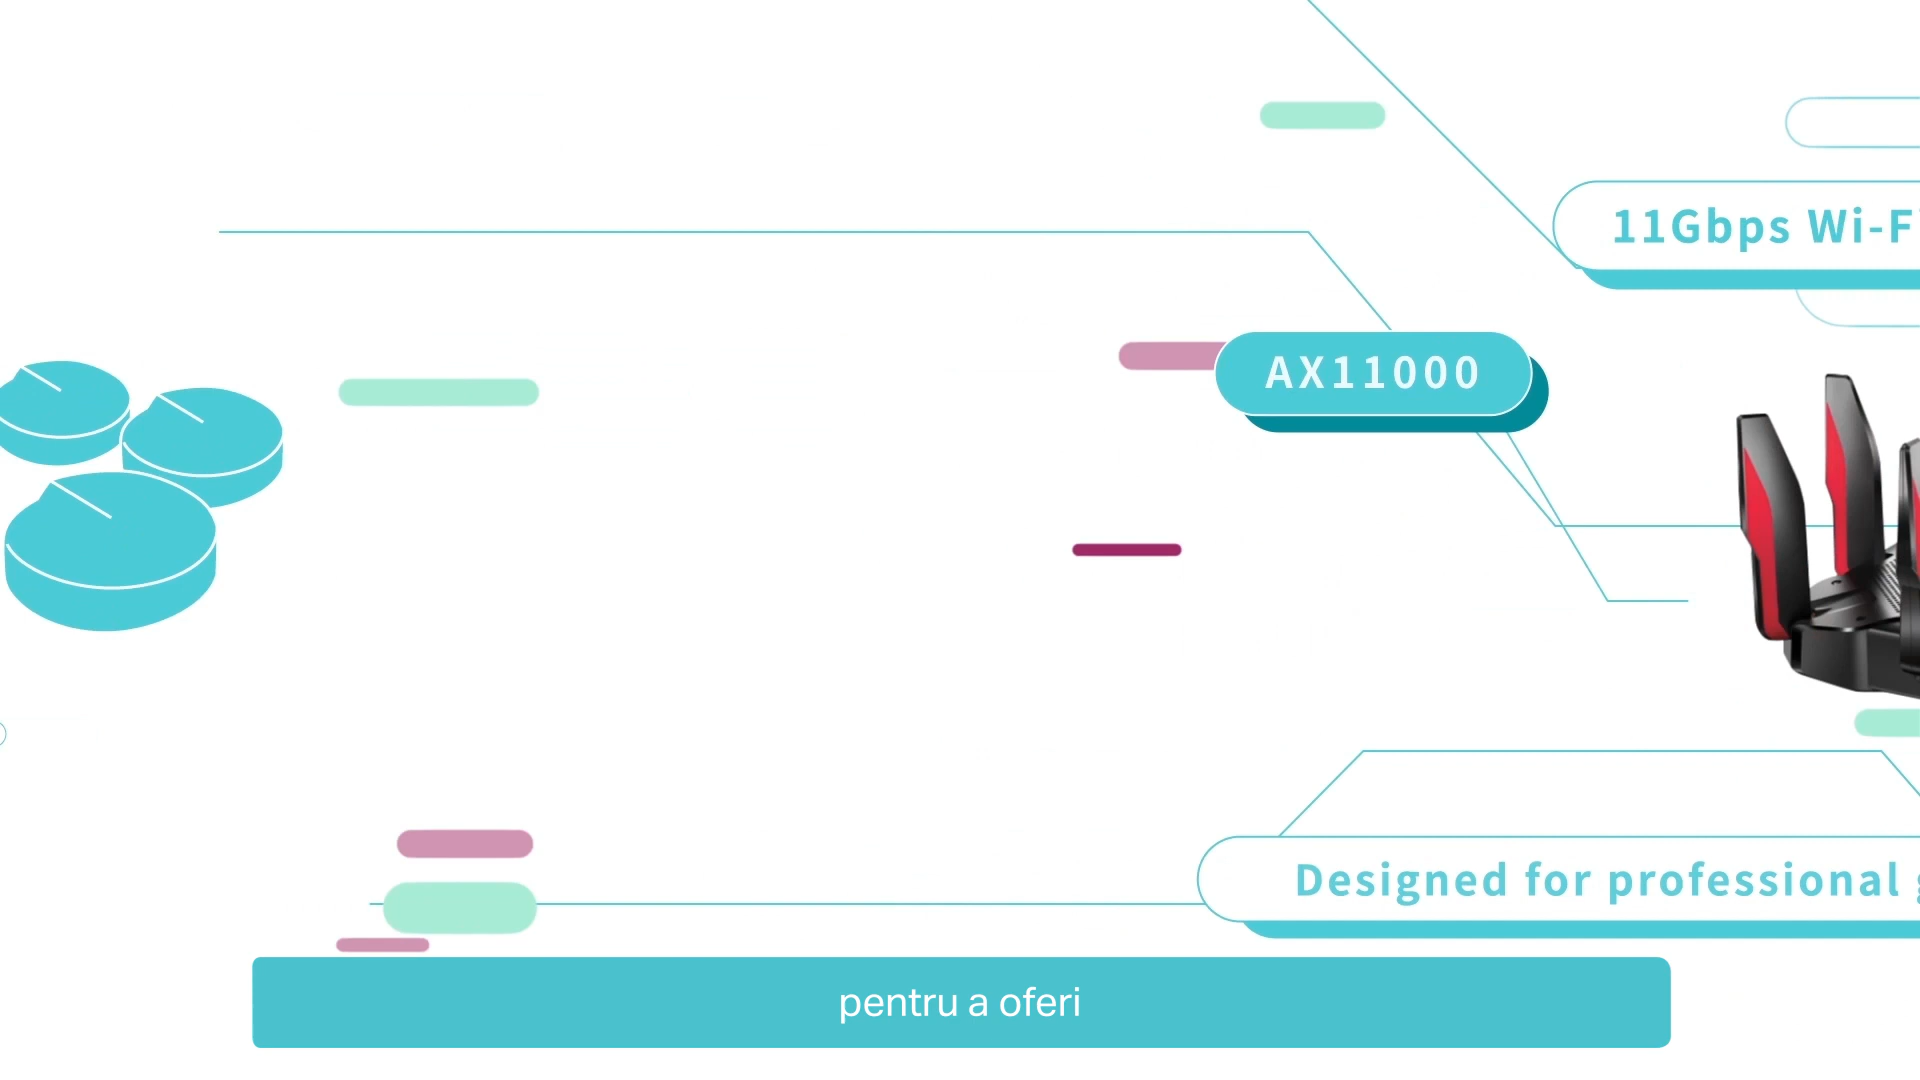 11Gbps Wi-F
AX11000
Designed for professional
pentru a oferi